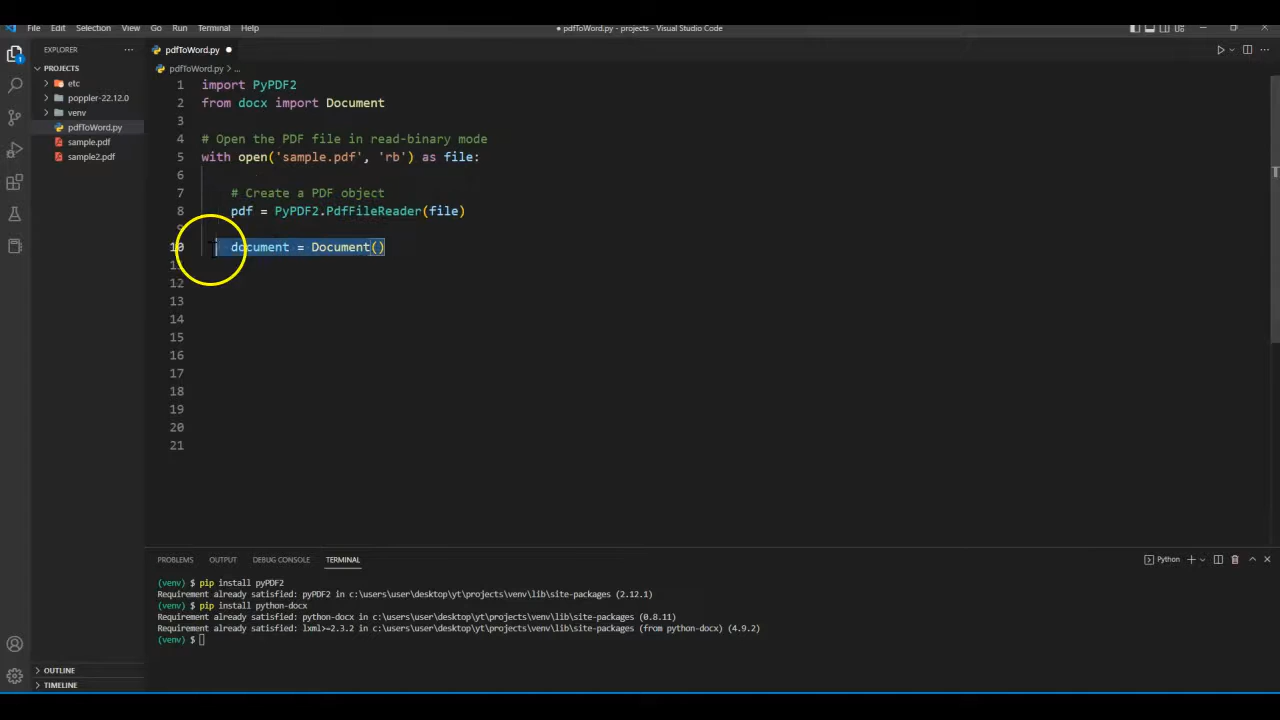 File Edit Selection View Go Run Terminal Help
● pdfToWord.py - projects - Visual Studio Code
EXPLORER
1
PROJECTS
etc
poppler-22.12.0
venv
pdfToWord.py
sample.pdf
sample2.pdf
OUTLINE
TIMELINE
pdfToWord.py
pdfToWord.py > ...
1 import PyPDF2
2 from docx import Document
3
4 # Open the PDF file in read-binary mode
5 with open('sample.pdf', 'rb') as file:
6
7 # Create a PDF object
8 pdf = PyPDF2.PdfFileReader(file)
9
10 document = Document()
11
12
13
14
15
16
17
18
19
20
21
PROBLEMS OUTPUT DEBUG CONSOLE TERMINAL
Python
(venv) $ pip install pyPDF2
Requirement already satisfied: pyPDF2 in c:\users\user\desktop\yt\projects\venv\lib\site-packages (2.12.1)
(venv) $ pip install python-docx
Requirement already satisfied: python-docx in c:\users\user\desktop\yt\projects\venv\lib\site-packages (0.8.11)
Requirement already satisfied: lxml>=2.3.2 in c:\users\user\desktop\yt\projects\venv\lib\site-packages (from python-docx) (4.9.2)
(venv) $